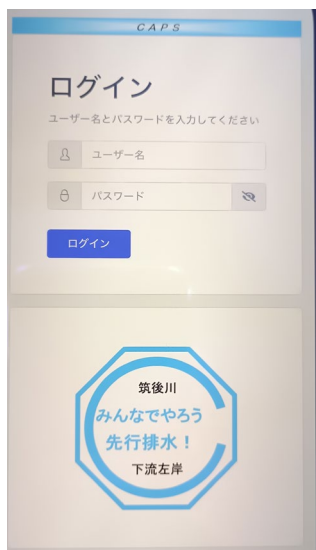 CAPS
ログイン
ユーザー名とパスワードを入力してください
ユーザー名
パスワード
ログイン
筑後川
みんなでやろう
先行排水！
下流左岸